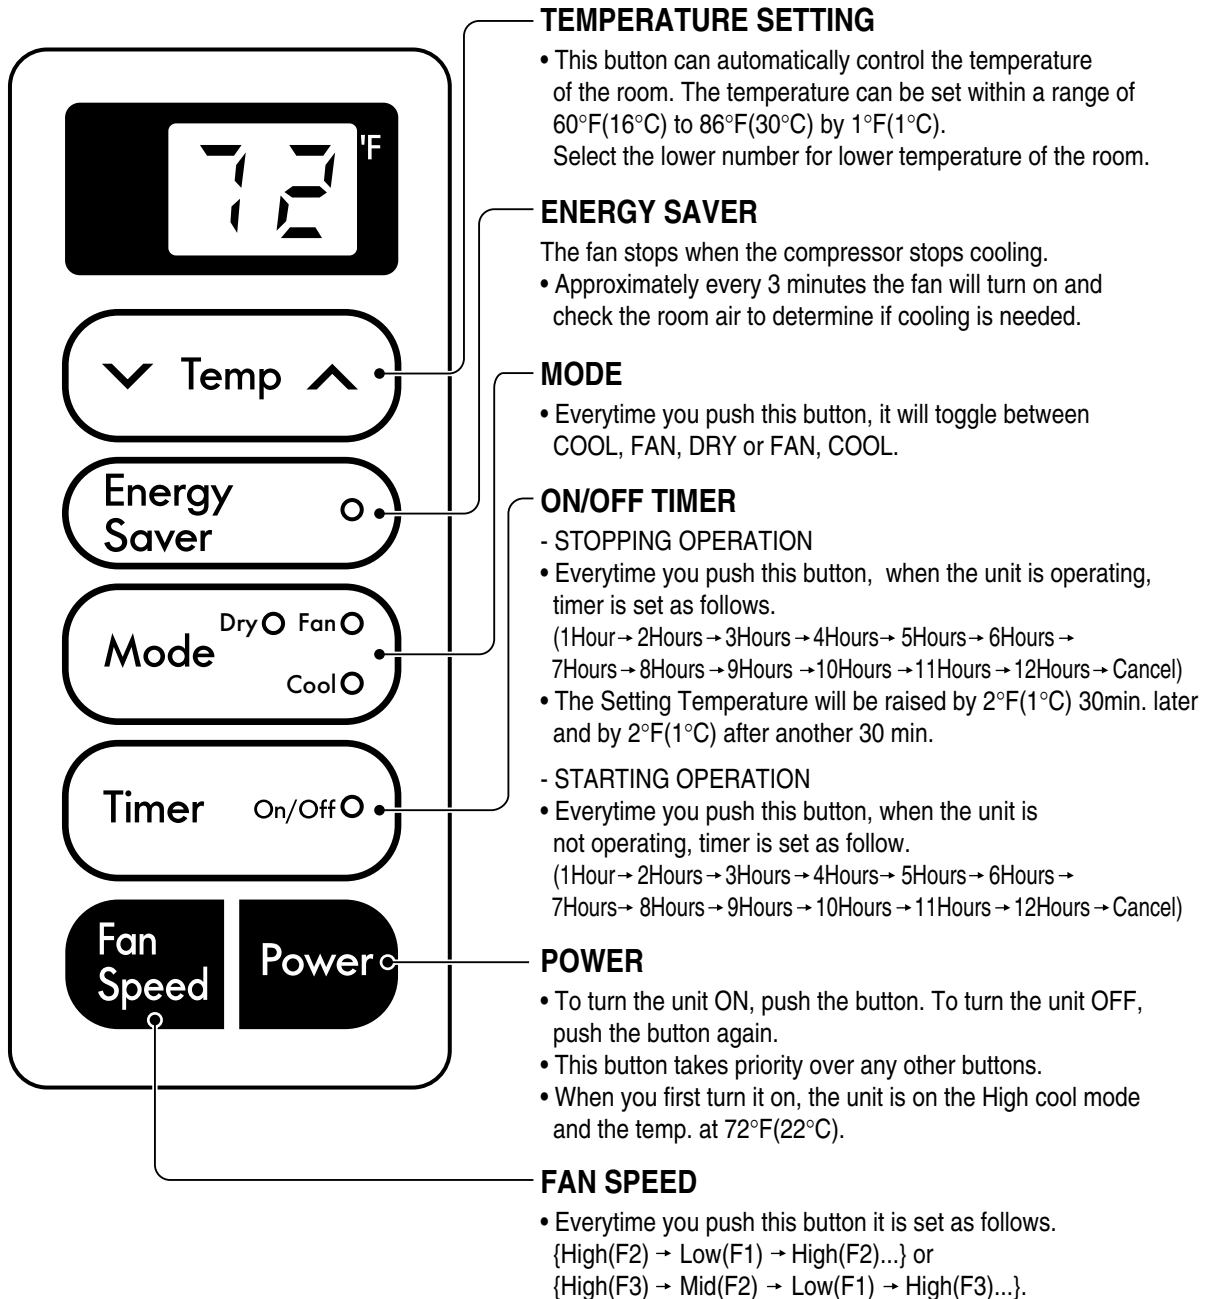 72 °F
Temp
Energy
Saver
Dry Fan
Mode
Cool
Timer On/Off
Fan
Speed
Power
TEMPERATURE SETTING
• This button can automatically control the temperature
of the room. The temperature can be set within a range of
60°F(16°C) to 86°F(30°C) by 1°F(1°C).
Select the lower number for lower temperature of the room.
ENERGY SAVER
The fan stops when the compressor stops cooling.
• Approximately every 3 minutes the fan will turn on and
check the room air to determine if cooling is needed.
MODE
• Everytime you push this button, it will toggle between
COOL, FAN, DRY or FAN, COOL.
ON/OFF TIMER
- STOPPING OPERATION
• Everytime you push this button, when the unit is operating,
timer is set as follows.
(1Hour→ 2Hours→3Hours→4Hours→ 5Hours→ 6Hours→
7Hours→8Hours→9Hours→10Hours→11Hours→12Hours→Cancel)
• The Setting Temperature will be raised by 2°F(1°C) 30min. later
and by 2°F(1°C) after another 30 min.
- STARTING OPERATION
• Everytime you push this button, when the unit is
not operating, timer is set as follow.
(1Hour→ 2Hours→3Hours→4Hours→ 5Hours→ 6Hours→
7Hours→ 8Hours→9Hours→10Hours→11Hours→12Hours→Cancel)
POWER
• To turn the unit ON, push the button. To turn the unit OFF,
push the button again.
• This button takes priority over any other buttons.
• When you first turn it on, the unit is on the High cool mode
and the temp. at 72°F(22°C).
FAN SPEED
• Everytime you push this button it is set as follows.
{High(F2) → Low(F1) → High(F2)...} or
{High(F3) → Mid(F2) → Low(F1) → High(F3)...}.